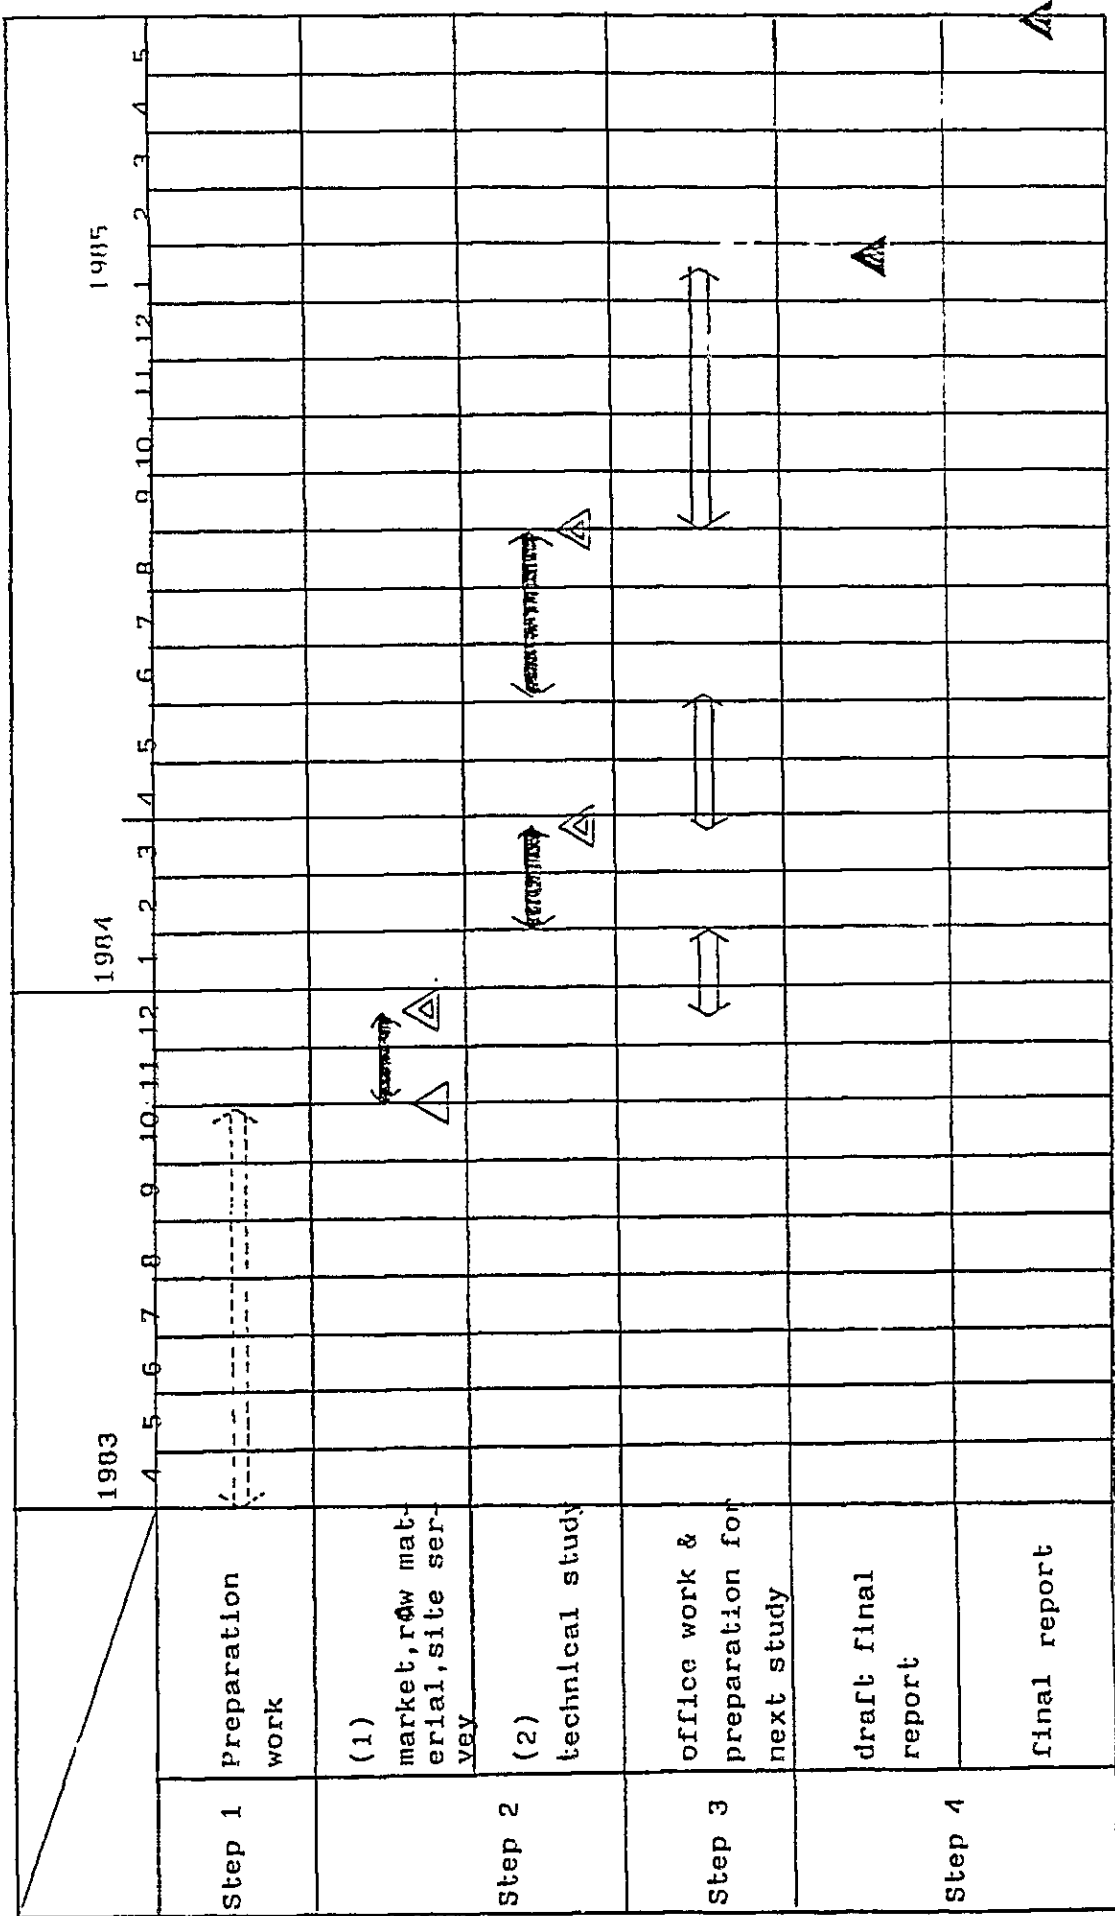 1983 1984 1985
4 5 6 7 8 9 10 11 12 1 2 3 4 5 6 7 8 9 10 11 12 1 2 3 4 5
Step 1
Preparation
work
Step 2
(1)
market,raw mat-
erial,site ser-
vey
(2)
technical study
Step 3
office work &
preparation for
next study
Step 4
draft final
report
final report